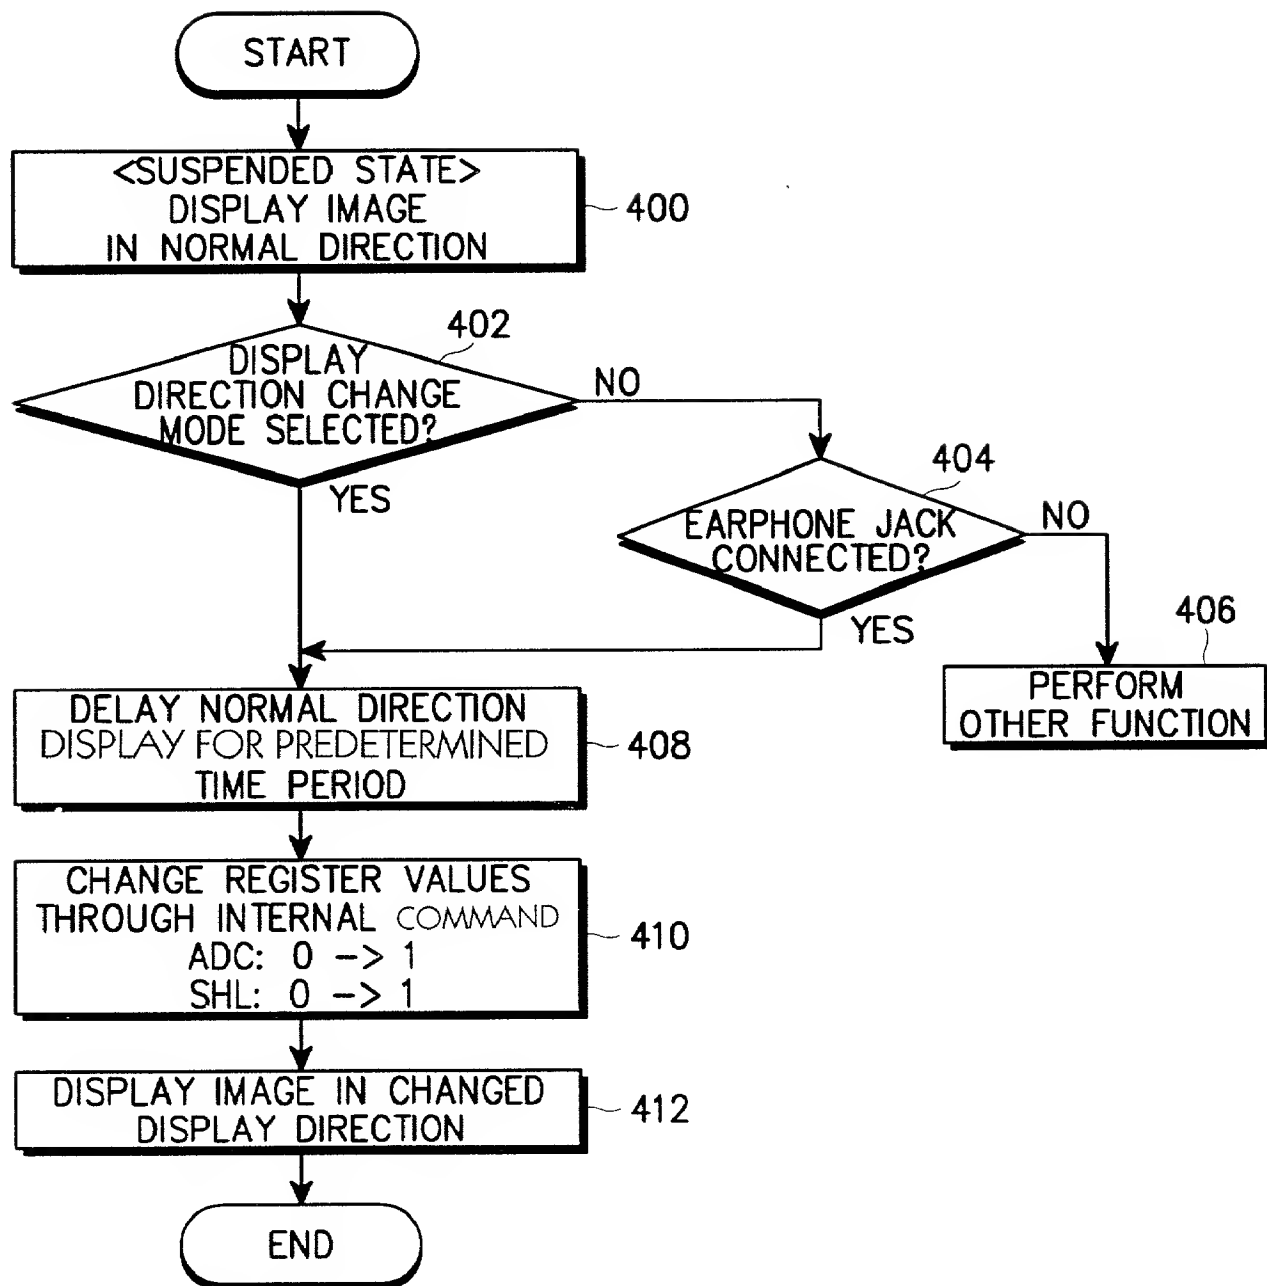 START
<SUSPENDED STATE>
DISPLAY IMAGE
IN NORMAL DIRECTION
400
402
DISPLAY
DIRECTION CHANGE
MODE SELECTED?
NO
YES
404
EARPHONE JACK
CONNECTED?
NO
YES
406
PERFORM
OTHER FUNCTION
DELAY NORMAL DIRECTION
DISPLAY FOR PREDETERMINED
TIME PERIOD
408
CHANGE REGISTER VALUES
THROUGH INTERNAL COMMAND
ADC: 0 -> 1
SHL: 0 -> 1
410
DISPLAY IMAGE IN CHANGED
DISPLAY DIRECTION
412
END